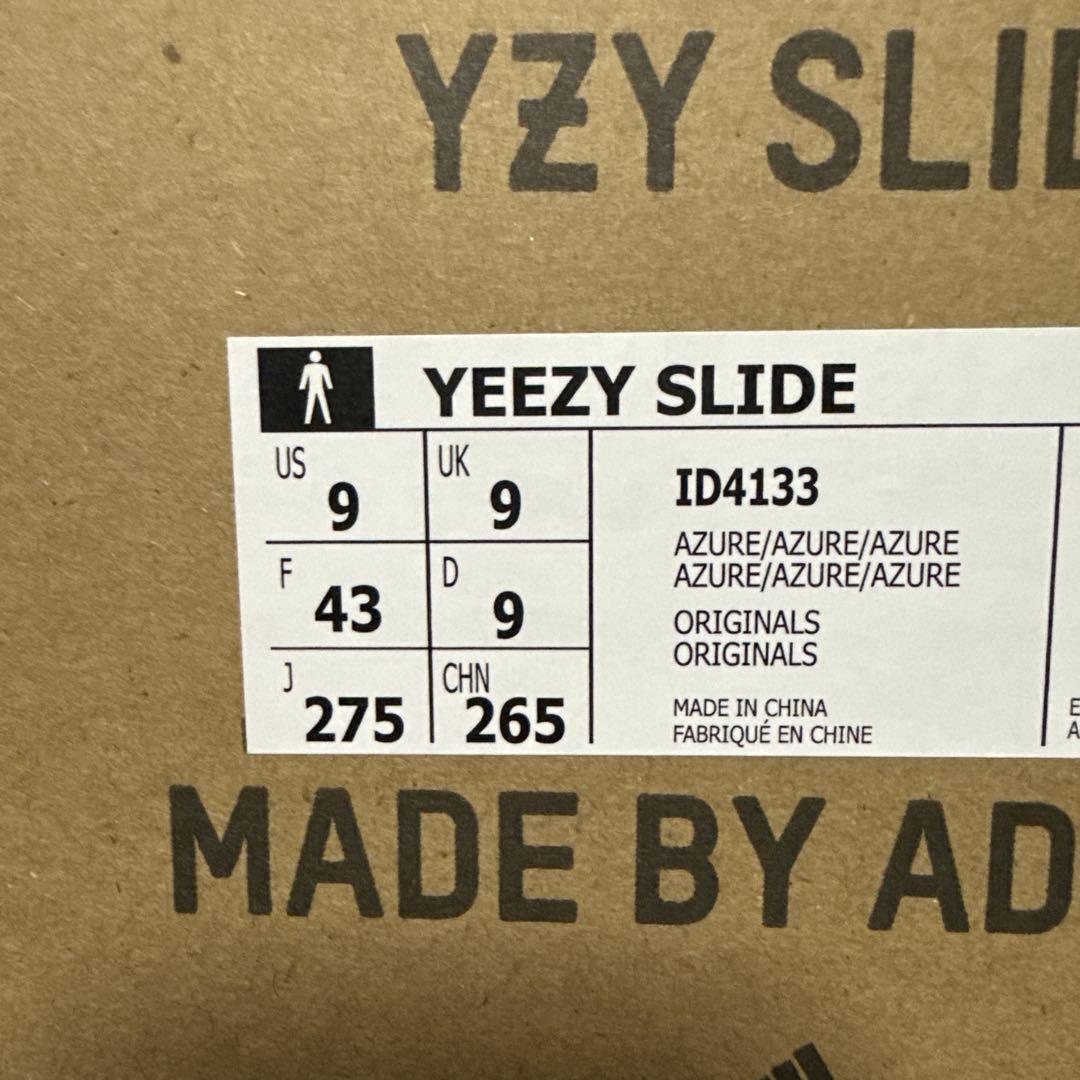 YZY SLID
YEEZY SLIDE
US 9 UK 9
F 43 D 9
J 275 CHN 265
ID4133
AZURE/AZURE/AZURE
AZURE/AZURE/AZURE
ORIGINALS
ORIGINALS
MADE IN CHINA
FABRIQUÉ EN CHINE
E
A
MADE BY AD